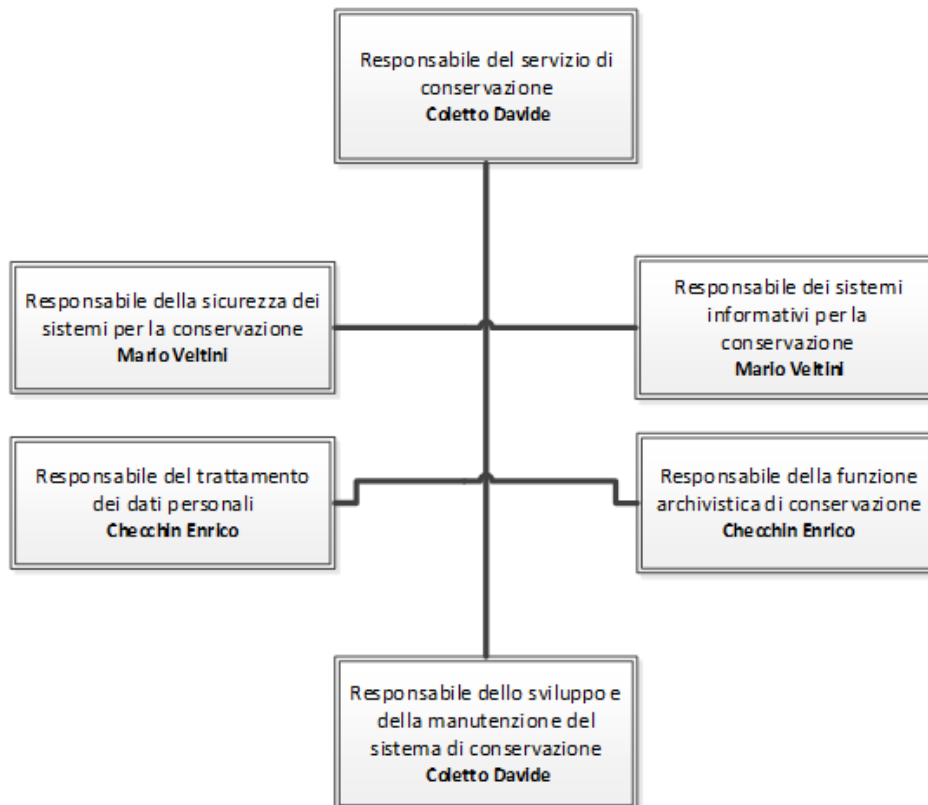 Responsabile del servizio di
conservazione
Coletto Davide
Responsabile della sicurezza dei
sistemi per la conservazione
Mario Veltini
Responsabile dei sistemi
informativi per la
conservazione
Mario Veltini
Responsabile del trattamento
dei dati personali
Checchin Enrico
Responsabile della funzione
archivistica di conservazione
Checchin Enrico
Responsabile dello sviluppo e
della manutenzione del
sistema di conservazione
Coletto Davide